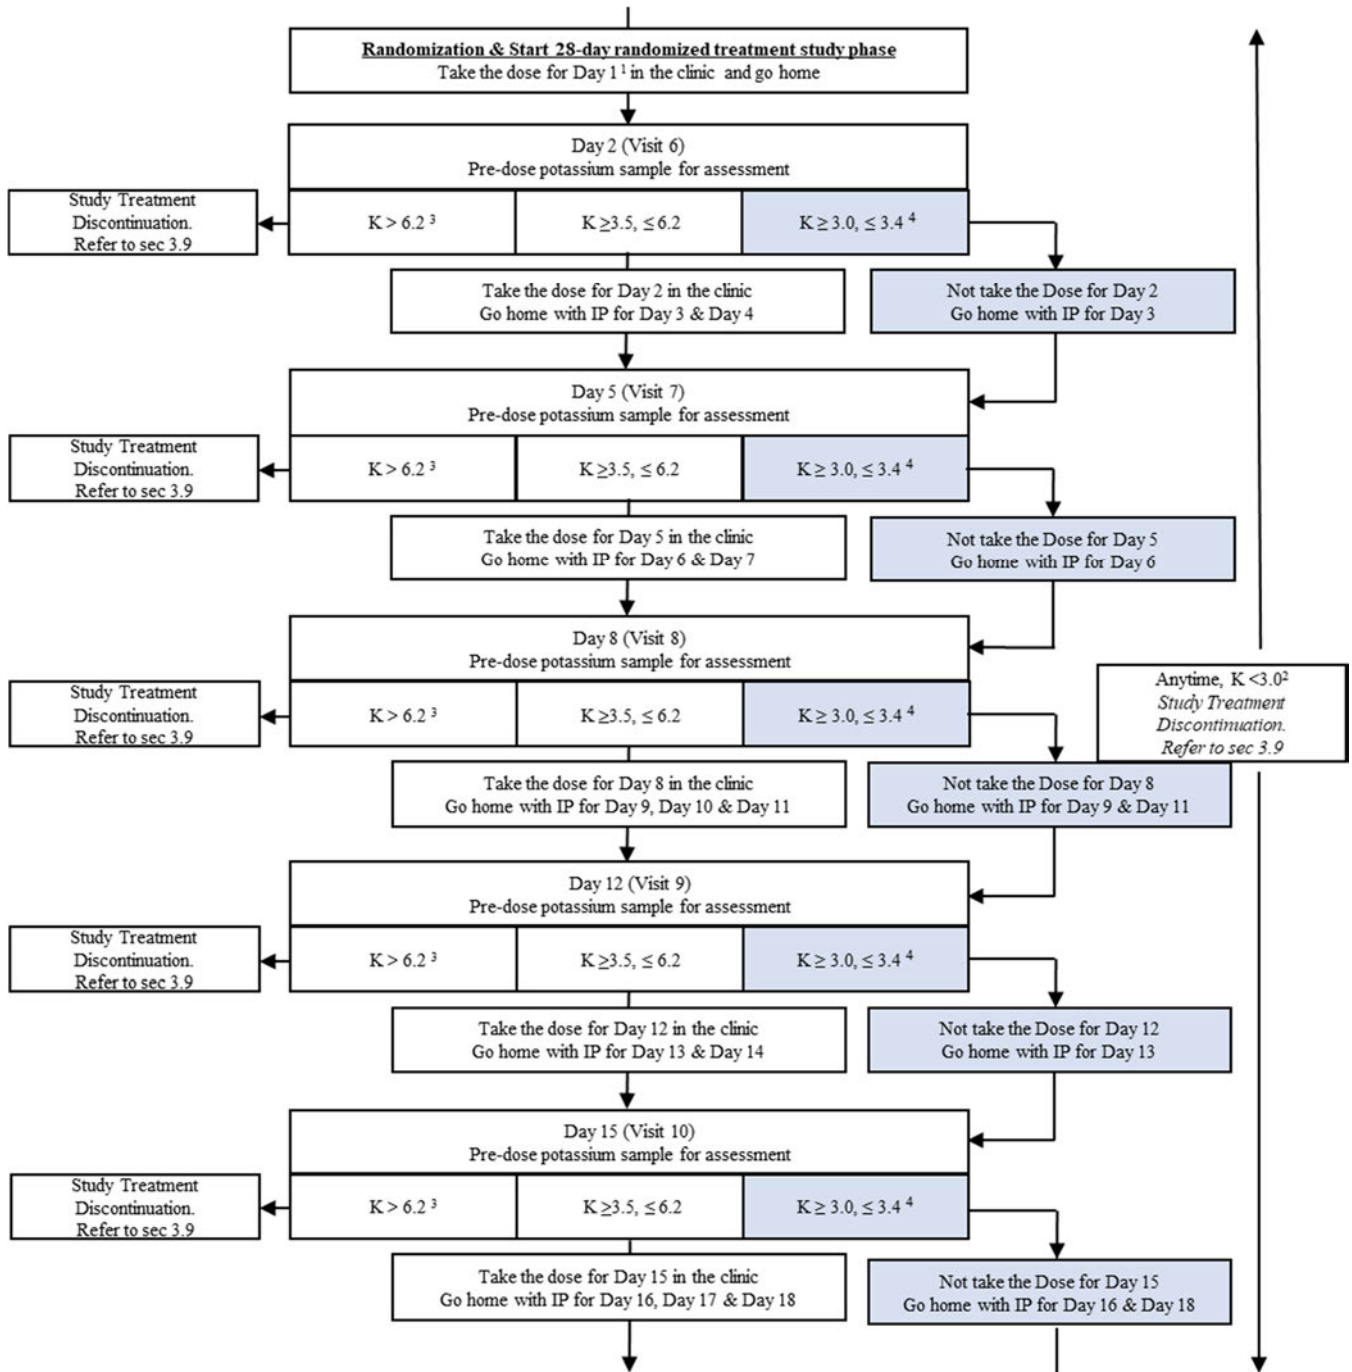 Randomization & Start 28-day randomized treatment study phase
Take the dose for Day 1¹ in the clinic and go home
Day 2 (Visit 6)
Pre-dose potassium sample for assessment
Study Treatment
Discontinuation.
Refer to sec 3.9
K > 6.2 ³
K ≥3.5, ≤ 6.2
K ≥ 3.0, ≤ 3.4 ⁴
Take the dose for Day 2 in the clinic
Go home with IP for Day 3 & Day 4
Not take the Dose for Day 2
Go home with IP for Day 3
Day 5 (Visit 7)
Pre-dose potassium sample for assessment
Study Treatment
Discontinuation.
Refer to sec 3.9
K > 6.2 ³
K ≥3.5, ≤ 6.2
K ≥ 3.0, ≤ 3.4 ⁴
Take the dose for Day 5 in the clinic
Go home with IP for Day 6 & Day 7
Not take the Dose for Day 5
Go home with IP for Day 6
Day 8 (Visit 8)
Pre-dose potassium sample for assessment
Study Treatment
Discontinuation.
Refer to sec 3.9
K > 6.2 ³
K ≥3.5, ≤ 6.2
K ≥ 3.0, ≤ 3.4 ⁴
Anytime, K <3.0²
Study Treatment
Discontinuation.
Refer to sec 3.9
Take the dose for Day 8 in the clinic
Go home with IP for Day 9, Day 10 & Day 11
Not take the Dose for Day 8
Go home with IP for Day 9 & Day 11
Day 12 (Visit 9)
Pre-dose potassium sample for assessment
Study Treatment
Discontinuation.
Refer to sec 3.9
K > 6.2 ³
K ≥3.5, ≤ 6.2
K ≥ 3.0, ≤ 3.4 ⁴
Take the dose for Day 12 in the clinic
Go home with IP for Day 13 & Day 14
Not take the Dose for Day 12
Go home with IP for Day 13
Day 15 (Visit 10)
Pre-dose potassium sample for assessment
Study Treatment
Discontinuation.
Refer to sec 3.9
K > 6.2 ³
K ≥3.5, ≤ 6.2
K ≥ 3.0, ≤ 3.4 ⁴
Take the dose for Day 15 in the clinic
Go home with IP for Day 16, Day 17 & Day 18
Not take the Dose for Day 15
Go home with IP for Day 16 & Day 18